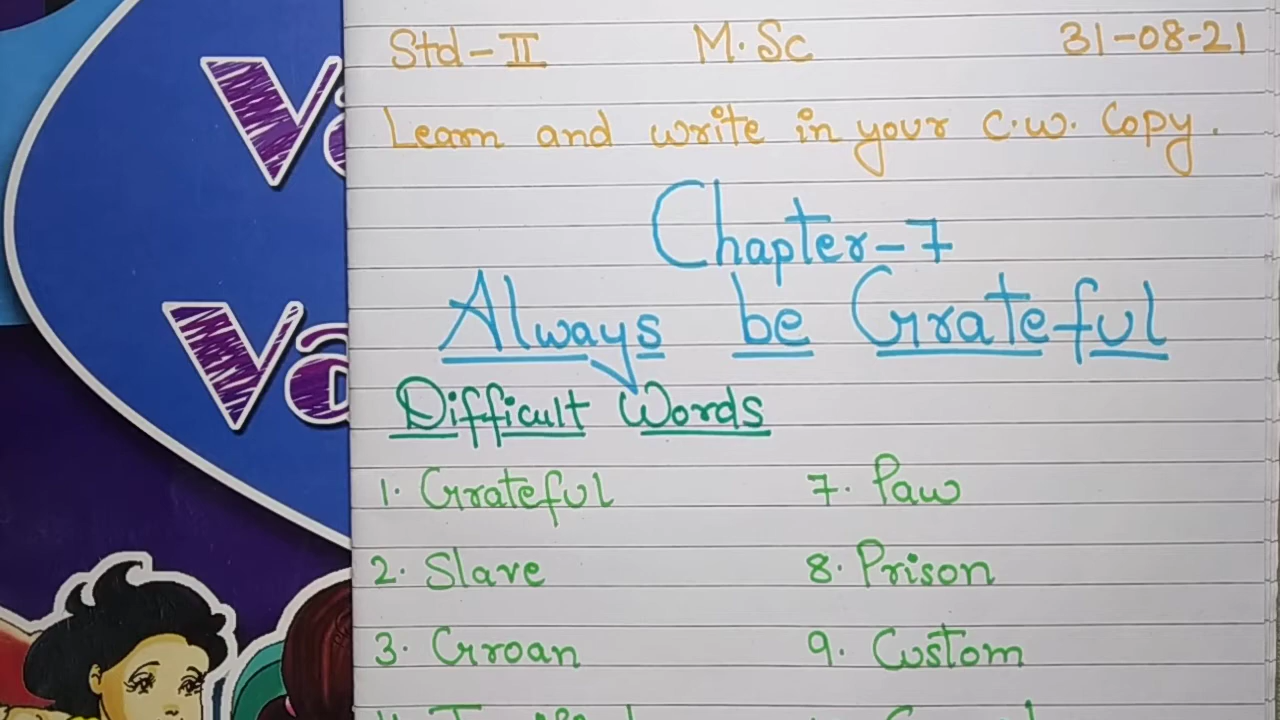 Std-II M.Sc 31-08-21
Learn and write in your C.W. Copy.
Chapter-7
Always be Grateful
Difficult Words
1. Grateful 7. Paw
2. Slave 8. Prison
3. Groan 9. Custom